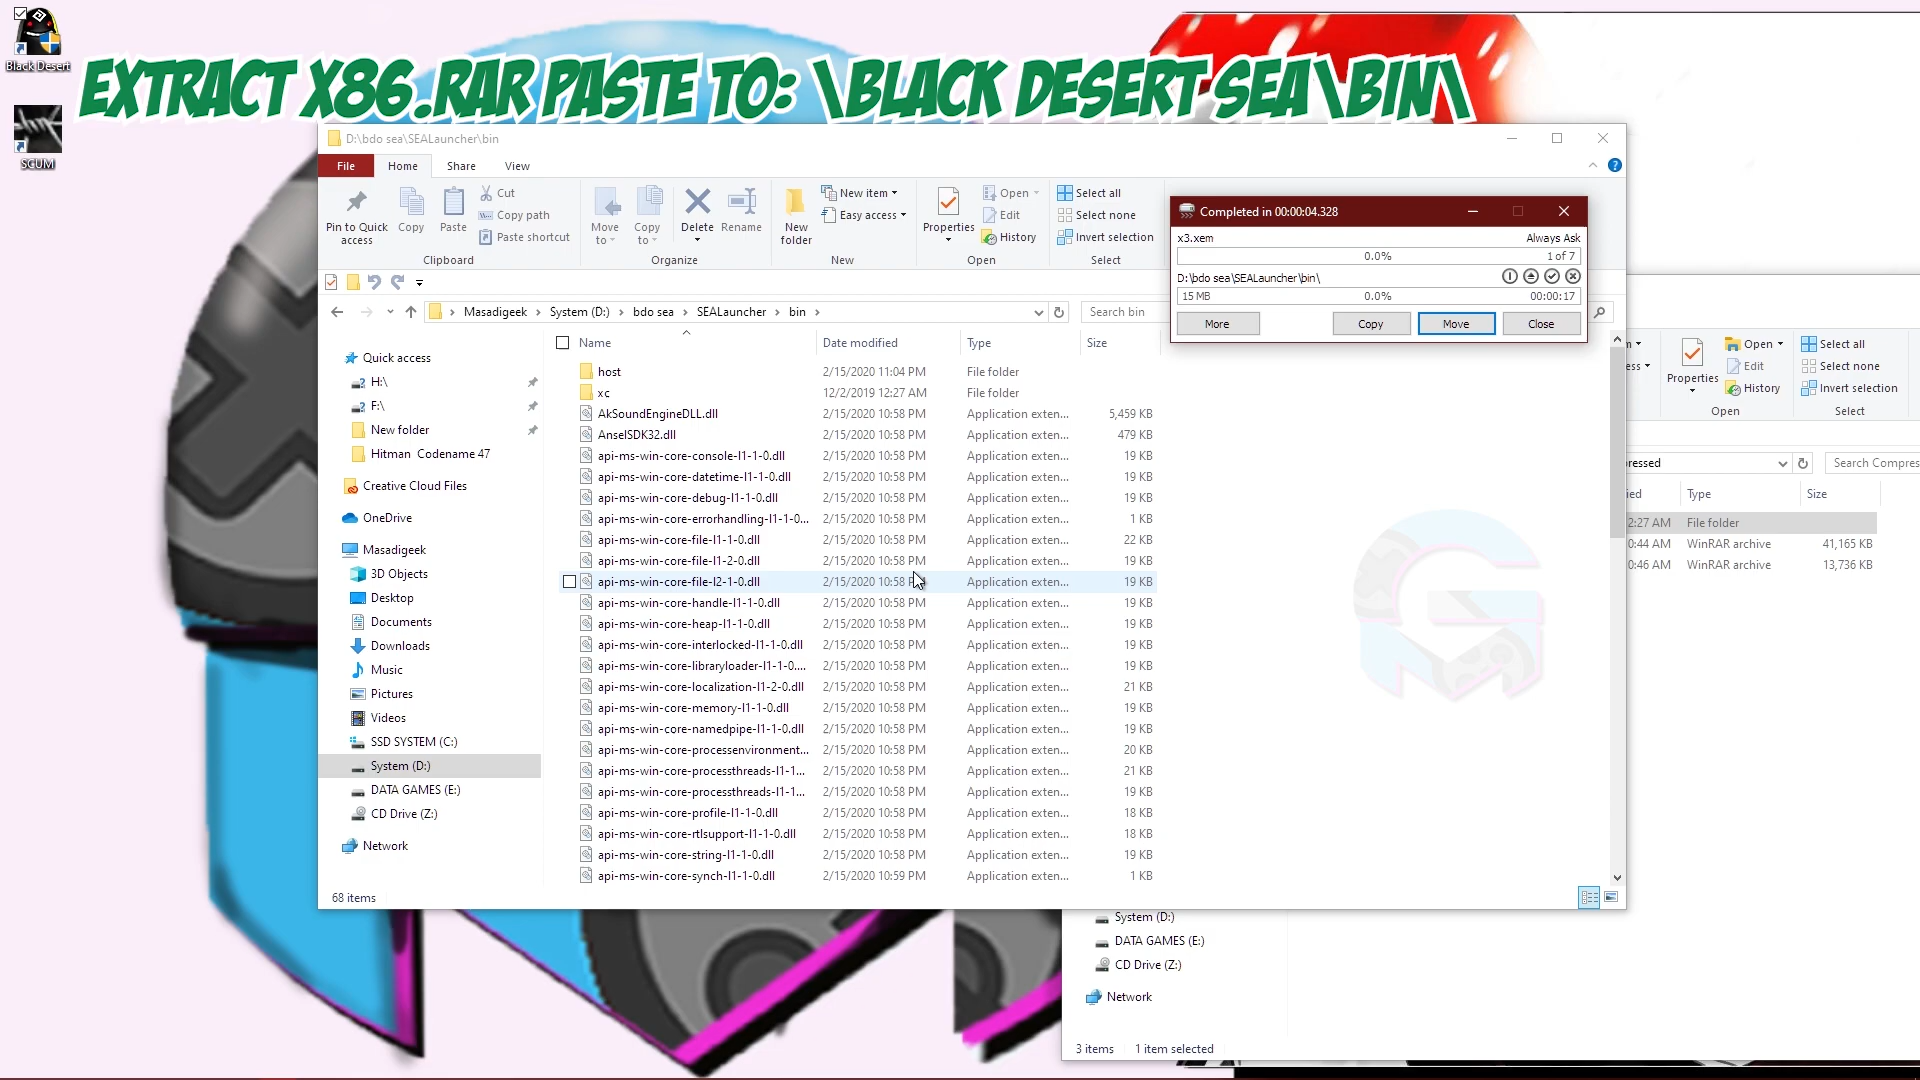 Black Desert
SCUM
EXTRACT X86.RAR PASTE TO: \BLACK DESERT SEA\BIN\
D:\bdo sea\SEALauncher\bin
File
Home
Share
View
Pin to Quick access
Copy
Paste
Cut
Copy path
Paste shortcut
Clipboard
Move to
Copy to
Delete
Rename
Organize
New folder
New item
Easy access
New
Properties
Open
Edit
History
Open
Select all
Select none
Invert selection
Select
Completed in 00:00:04.328
x3.xem Always Ask
0.0% 1 of 7
D:\bdo sea\SEALauncher\bin\
15 MB 0.0% 00:00:17
More Copy Move Close
Masadigeek System (D:) bdo sea SEALauncher bin
Search bin
Name Date modified Type Size
Quick access
H:\
F:\
New folder
Hitman Codename 47
Creative Cloud Files
OneDrive
Masadigeek
3D Objects
Desktop
Documents
Downloads
Music
Pictures
Videos
SSD SYSTEM (C:)
System (D:)
DATA GAMES (E:)
CD Drive (Z:)
Network
host 2/15/2020 11:04 PM File folder
xc 12/2/2019 12:27 AM File folder
AkSoundEngineDLL.dll 2/15/2020 10:58 PM Application exten... 5,459 KB
AnselSDK32.dll 2/15/2020 10:58 PM Application exten... 479 KB
api-ms-win-core-console-l1-1-0.dll 2/15/2020 10:58 PM Application exten... 19 KB
api-ms-win-core-datetime-l1-1-0.dll 2/15/2020 10:58 PM Application exten... 19 KB
api-ms-win-core-debug-l1-1-0.dll 2/15/2020 10:58 PM Application exten... 19 KB
api-ms-win-core-errorhandling-l1-1-0... 2/15/2020 10:58 PM Application exten... 1 KB
api-ms-win-core-file-l1-1-0.dll 2/15/2020 10:58 PM Application exten... 22 KB
api-ms-win-core-file-l1-2-0.dll 2/15/2020 10:58 PM Application exten... 19 KB
api-ms-win-core-file-l2-1-0.dll 2/15/2020 10:58 PM Application exten... 19 KB
api-ms-win-core-handle-l1-1-0.dll 2/15/2020 10:58 PM Application exten... 19 KB
api-ms-win-core-heap-l1-1-0.dll 2/15/2020 10:58 PM Application exten... 19 KB
api-ms-win-core-interlocked-l1-1-0.dll 2/15/2020 10:58 PM Application exten... 19 KB
api-ms-win-core-libraryloader-l1-1-0.... 2/15/2020 10:58 PM Application exten... 19 KB
api-ms-win-core-localization-l1-2-0.dll 2/15/2020 10:58 PM Application exten... 21 KB
api-ms-win-core-memory-l1-1-0.dll 2/15/2020 10:58 PM Application exten... 19 KB
api-ms-win-core-namedpipe-l1-1-0.dll 2/15/2020 10:58 PM Application exten... 19 KB
api-ms-win-core-processenvironment... 2/15/2020 10:58 PM Application exten... 20 KB
api-ms-win-core-processthreads-l1-1... 2/15/2020 10:58 PM Application exten... 21 KB
api-ms-win-core-processthreads-l1-1... 2/15/2020 10:58 PM Application exten... 19 KB
api-ms-win-core-profile-l1-1-0.dll 2/15/2020 10:58 PM Application exten... 18 KB
api-ms-win-core-rtlsupport-l1-1-0.dll 2/15/2020 10:58 PM Application exten... 18 KB
api-ms-win-core-string-l1-1-0.dll 2/15/2020 10:58 PM Application exten... 19 KB
api-ms-win-core-synch-l1-1-0.dll 2/15/2020 10:59 PM Application exten... 1 KB
68 items
Properties
Open
Edit
History
Open
Select all
Select none
Invert selection
Select
ressed
Search Compres
ied Type Size
2:27 AM File folder
0:44 AM WinRAR archive 41,165 KB
0:46 AM WinRAR archive 13,736 KB
System (D:)
DATA GAMES (E:)
CD Drive (Z:)
Network
3 items 1 item selected